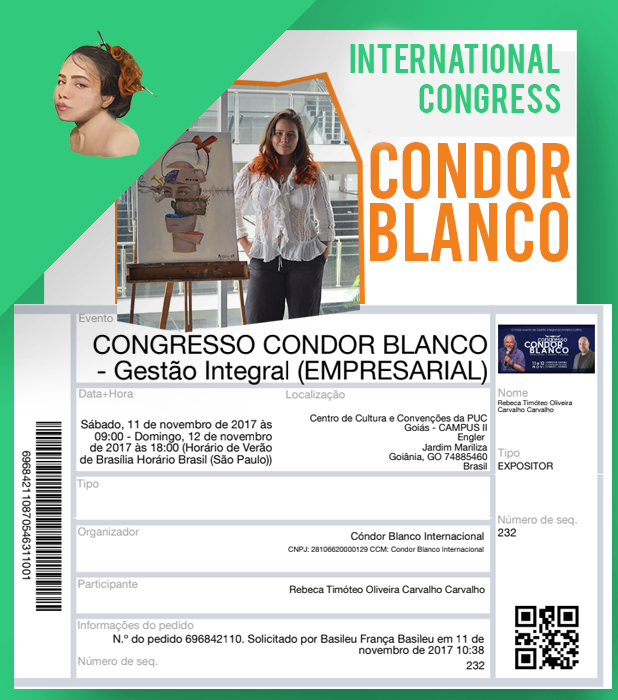 INTERNATIONAL
CONGRESS
CONDOR
BLANCO
Evento
CONGRESSO CONDOR BLANCO
- Gestão Integral (EMPRESARIAL)
Data+Hora
Sábado, 11 de novembro de 2017 às
09:00 - Domingo, 12 de novembro
de 2017 às 18:00 (Horário de Verão
de Brasília Horário Brasil (São Paulo))
Localização
Centro de Cultura e Convenções da PUC
Goiás - CAMPUS II
Engler
Jardim Mariliza
Goiânia, GO 74885460
Brasil
Tipo
Organizador
Cóndor Blanco Internacional
CNPJ: 28106620000129 CCM: Condor Blanco Internacional
Participante
Rebeca Timóteo Oliveira Carvalho Carvalho
Informações do pedido
N.º do pedido 696842110. Solicitado por Basileu França Basileu em 11 de
novembro de 2017 10:38
Número de seq.
232
CONGRESSO
CONDOR
BLANCO
Nome
Rebeca Timóteo Oliveira
Carvalho Carvalho
Tipo
EXPOSITOR
Número de seq.
232
696842110870546311001